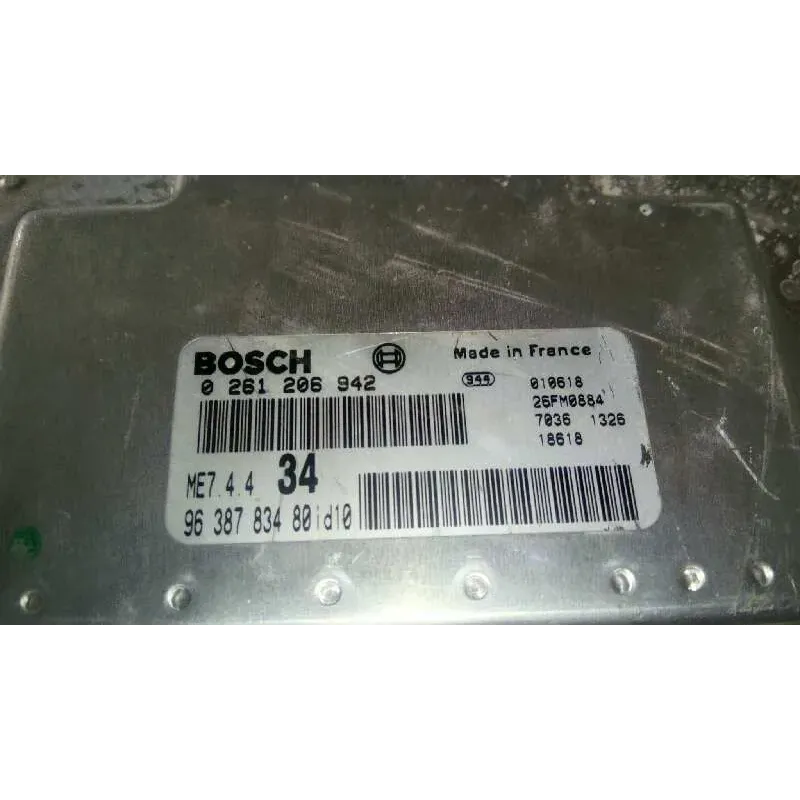 BOSCH
Made in France
0 261 206 942
944
010618
26FM0884
7036 1326
18618
ME7.4.4 34
96 387 834 80id10